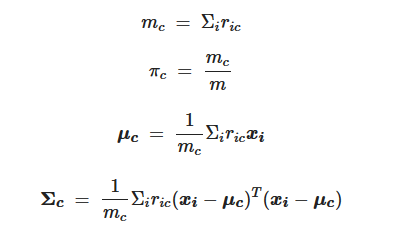 m_c = Σ_i r_ic
π_c = m_c / m
μ_c = 1/m_c Σ_i r_ic x_i
Σ_c = 1/m_c Σ_i r_ic (x_i − μ_c)^T (x_i − μ_c)